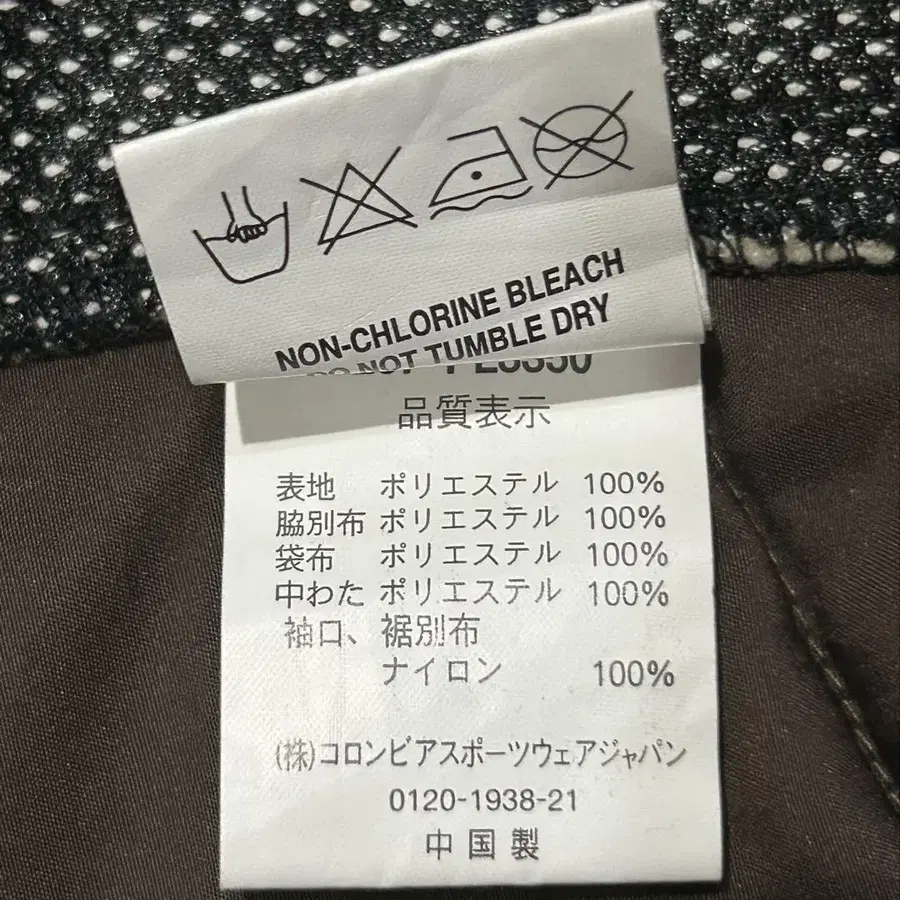 NON-CHLORINE BLEACH
DO NOT TUMBLE DRY
品質表示
表地 ポリエステル 100%
脇別布 ポリエステル 100%
袋布 ポリエステル 100%
中わた ポリエステル 100%
袖口、裾別布
ナイロン 100%
(株)コロンビアスポーツウェアジャパン
0120-1938-21
中国製